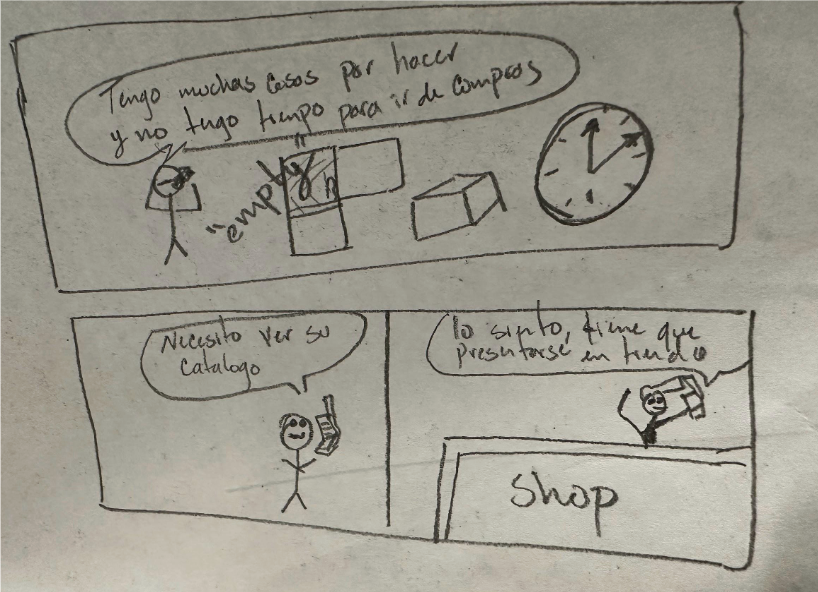 Tengo muchas cosas por hacer
y no tengo tiempo para ir de compras
"empty"
Necesito ver su
catalogo
lo siento, tiene que
presentarse en tienda
Shop